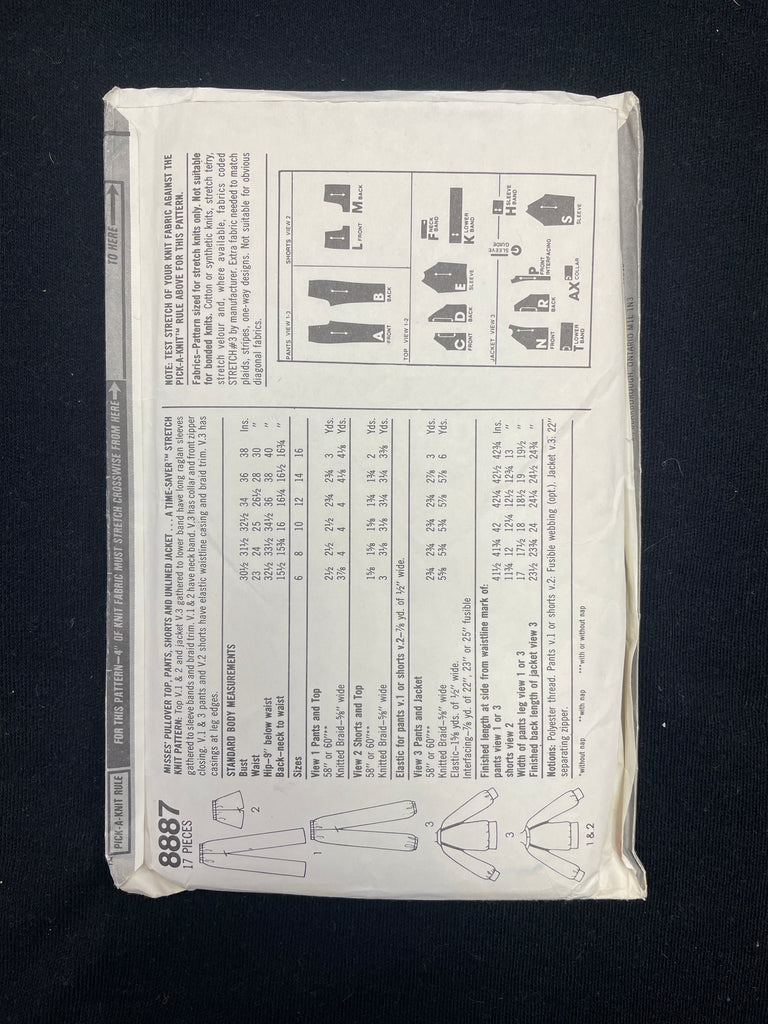 PICK-A-KNIT RULE
FOR THIS PATTERN—4" OF KNIT FABRIC MUST STRETCH CROSSWISE FROM HERE
TO HERE
8887
17 PIECES
2
1
3
3
1 & 2
MISSES' PULLOVER TOP, PANTS, SHORTS AND UNLINED JACKET . . . A TIME-SAVER™ STRETCH
KNIT PATTERN: Top V.1 & 2 and jacket V.3 gathered to lower band have long raglan sleeves
gathered to sleeve bands and braid trim. V.1 & 2 have neck band. V.3 has collar and front zipper
closing. V.1 & 3 pants and V.2 shorts have elastic waistline casing and braid trim. V.3 has
casings at leg edges.
STANDARD BODY MEASUREMENTS
Bust 30½ 31½ 32½ 34 36 38 Ins.
Waist 23 24 25 26½ 28 30 "
Hip—9" below waist 32½ 33½ 34½ 36 38 40 "
Back—neck to waist 15½ 15¾ 16 16¼ 16½ 16¾ "
Sizes 6 8 10 12 14 16
View 1 Pants and Top
58" or 60"*** 2½ 2½ 2½ 2¾ 2¾ 3 Yds.
Knitted Braid—⅝" wide 3⅞ 4 4 4 4⅛ 4⅛ Yds.
View 2 Shorts and Top
58" or 60"*** 1⅝ 1⅝ 1⅝ 1¾ 1¾ 2 Yds.
Knitted Braid—⅝" wide 3 3⅛ 3⅛ 3¼ 3¼ 3⅜ Yds.
Elastic for pants v.1 or shorts v.2—⅞ yd. of ½" wide.
View 3 Pants and Jacket
58" or 60"*** 2¾ 2¾ 2¾ 2¾ 2⅞ 3 Yds.
Knitted Braid—⅝" wide 5⅝ 5¾ 5¾ 5⅞ 5⅞ 6 Yds.
Elastic—1⅝ yds. of ½" wide.
Interfacing—⅞ yd. of 22", 23" or 25" fusible
Finished length at side from waistline mark of:
pants view 1 or 3 41½ 41¾ 42 42¼ 42½ 42¾ Ins.
shorts view 2 11¾ 12 12¼ 12½ 12¾ 13 "
Width of pants leg view 1 or 3 17 17½ 18 18½ 19 19½ "
Finished back length of jacket view 3 23½ 23¾ 24 24¼ 24½ 24¾ "
Notions: Polyester thread. Pants v.1 or shorts v.2: Fusible webbing (opt.). Jacket v.3: 22"
separating zipper.
*without nap **with nap ***with or without nap
NOTE: TEST STRETCH OF YOUR KNIT FABRIC AGAINST THE
PICK-A-KNIT™ RULE ABOVE FOR THIS PATTERN.
Fabrics—Pattern sized for stretch knits only. Not suitable
for bonded knits. Cotton or synthetic knits, stretch terry,
stretch velour and, where available, fabrics coded
STRETCH#3 by manufacturer. Extra fabric needed to match
plaids, stripes, one-way designs. Not suitable for obvious
diagonal fabrics.
PANTS VIEW 1-3
A FRONT
B BACK
SHORTS VIEW 2
L FRONT
M BACK
TOP VIEW 1-2
C FRONT
D BACK
E SLEEVE
F NECK BAND
K LOWER BAND
JACKET VIEW 3
N FRONT
T LOWER BAND
R BACK
P FRONT INTERFACING
AX COLLAR
SLEEVE GUIDE
H SLEEVE BAND
S SLEEVE
ONTARIO M1L 1N3